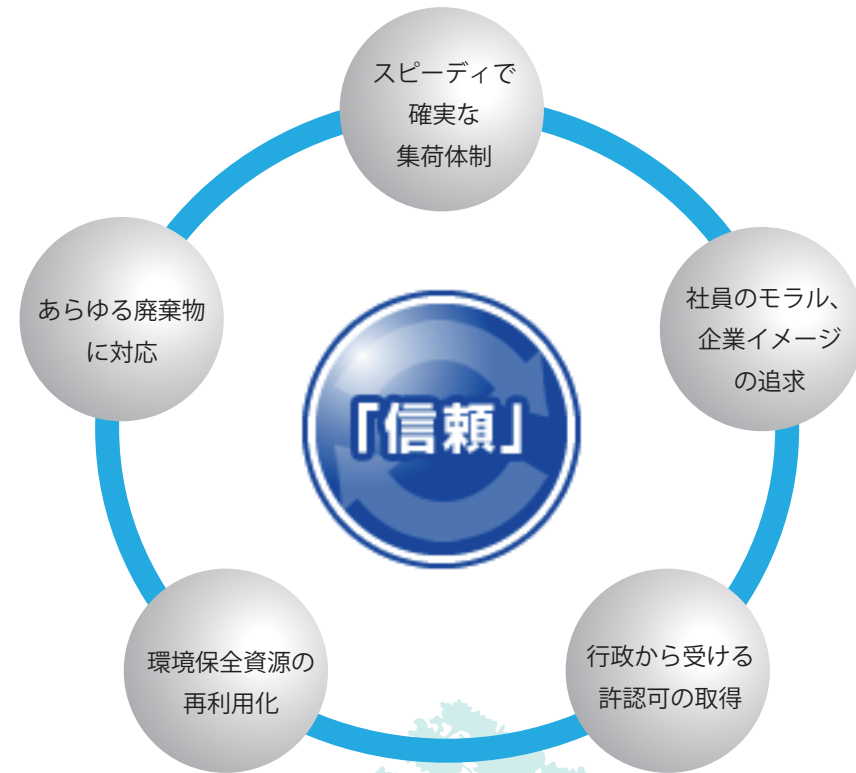 スピーディで
確実な
集荷体制
あらゆる廃棄物
に対応
社員のモラル、
企業イメージ
の追求
「信頼」
環境保全資源の
再利用化
行政から受ける
許認可の取得